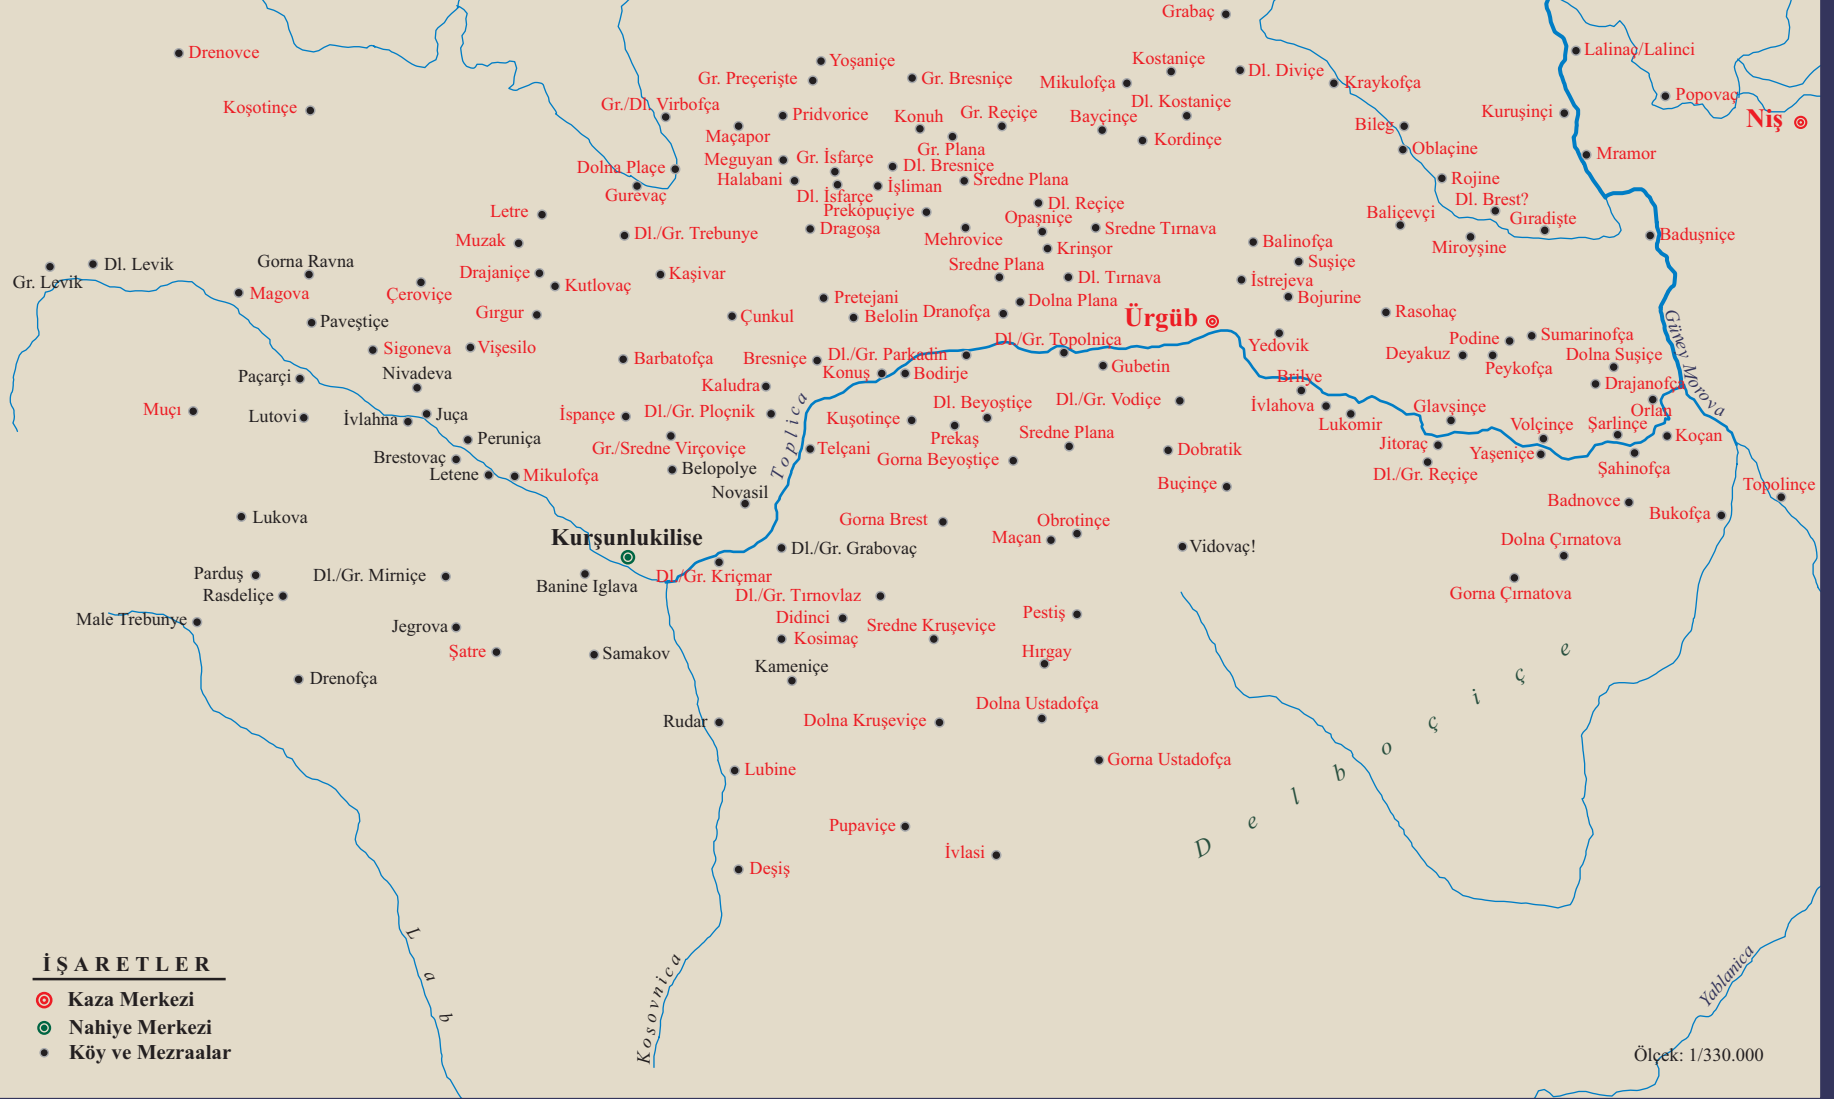 Grabaç
Drenovce
Lalinaç/Lalinci
Yoşaniçe
Kostaniçe
Gr. Preçerişte
Gr. Bresniçe
Mikulofça
Dl. Diviçe
Kraykofça
Popovaç
Koşotinçe
Gr./Dl. Virbofça
Pridvorice
Konuh
Gr. Reçiçe
Dl. Kostaniçe
Bayçinçe
Kuruşinçi
Niş
Maçapor
Gr. Plana
Kordinçe
Bileg
Oblaçine
Mramor
Dolna Plaçe
Meguyan
Gr. İsfarçe
Dl. Bresniçe
Halabani
Dl. İsfarçe
İşliman
Sredne Plana
Rojine
Gurevaç
Prekopuçiye
Dl. Reçiçe
Dl. Brest?
Letre
Opaşniçe
Baliçevçi
Gıradişte
Muzak
Dl./Gr. Trebunye
Dragoşa
Mehrovice
Sredne Tırnava
Krinşor
Balinofça
Miroyşine
Baduşniçe
Gr. Levik
Dl. Levik
Gorna Ravna
Drajaniçe
Kaşivar
Sredne Plana
Dl. Tırnava
Suşiçe
İstrejeva
Magova
Çeroviçe
Kutlovaç
Pretejani
Dolna Plana
Bojurine
Paveştiçe
Gırgur
Çunkul
Belolin
Dranofça
Ürgüb
Rasohaç
Güney Morova
Sigoneva
Vişesilo
Barbatofça
Bresniçe
Dl./Gr. Parkadin
Dl./Gr. Topolnıça
Yedovik
Podine
Sumarinofça
Deyakuz
Peykofça
Dolna Suşiçe
Paçarçi
Nivadeva
Kaludra
Konuş
Bodirje
Gubetin
Brilye
Drajanofça
Muçı
Lutovi
İvlahna
Juça
İspançe
Dl./Gr. Ploçnik
Toplica
Kuşotinçe
Dl. Beyoştiçe
Dl./Gr. Vodiçe
İvlahova
Lukomir
Glavşinçe
Orlan
Peruniça
Gr./Sredne Virçoviçe
Telçani
Prekaş
Sredne Plana
Dobratik
Jitoraç
Volçinçe
Şarlinçe
Koçan
Brestovaç
Letene
Mikulofça
Belopolye
Gorna Beyoştiçe
Dl./Gr. Reçiçe
Yaşeniçe
Şahinofça
Novasil
Buçinçe
Topolinçe
Lukova
Gorna Brest
Obrotinçe
Badnovce
Bukofça
Kurşunlukilise
Dl./Gr. Grabovaç
Maçan
Vidovaç!
Dolna Çırnatova
Parduş
Dl./Gr. Mirniçe
Banine Iglava
Dl./Gr. Kriçmar
Rasdeliçe
Dl./Gr. Tırnovlaz
Gorna Çırnatova
Male Trebunye
Jegrova
Didinci
Sredne Kruşeviçe
Pestiş
Şatre
Samakov
Kosimaç
Hırgay
Drenofça
Kameniçe
Delboçiçe
Rudar
Dolna Kruşeviçe
Dolna Ustadofça
Lubine
Gorna Ustadofça
Pupaviçe
İvlasi
Deşiş
Lab
Kosovnica
Yablanica
İŞARETLER
Kaza Merkezi
Nahiye Merkezi
Köy ve Mezraalar
Ölçek: 1/330.000